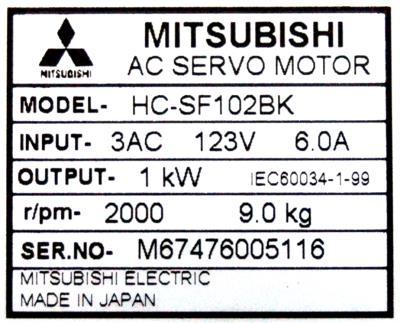 MITSUBISHI
AC SERVO MOTOR
MITSUBISHI
MODEL- HC-SF102BK
INPUT- 3AC 123V 6.0A
OUTPUT- 1 kW IEC60034-1-99
r/pm- 2000 9.0 kg
SER.NO- M67476005116
MITSUBISHI ELECTRIC
MADE IN JAPAN